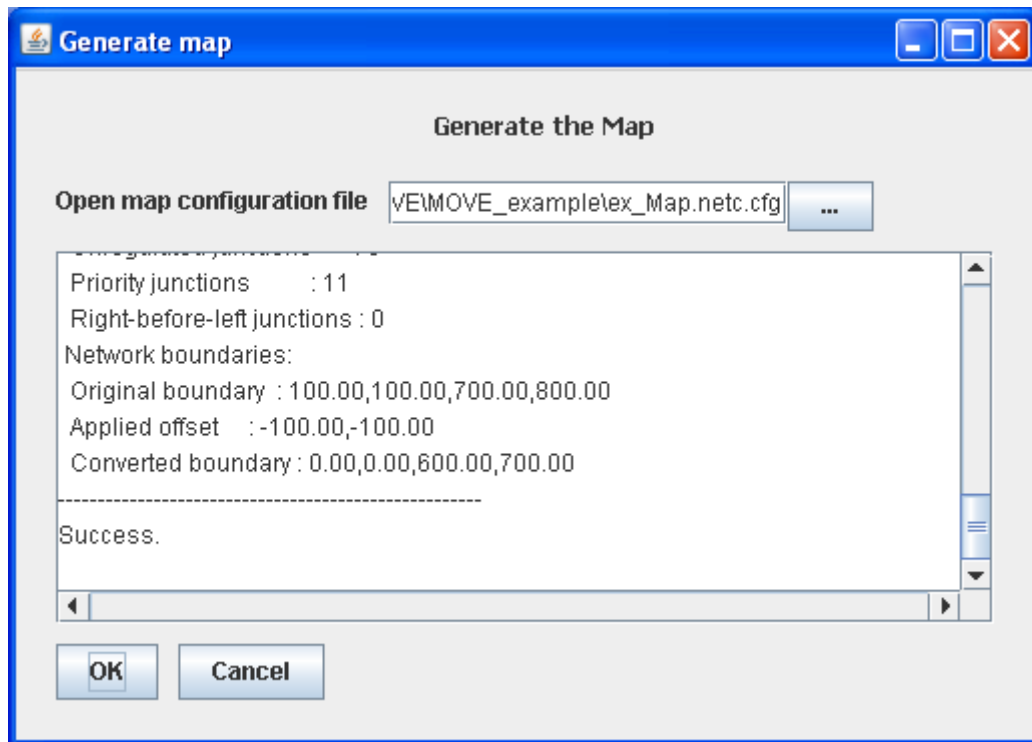 Generate map
Generate the Map
Open map configuration file VE\MOVE_example\ex_Map.netc.cfg ...
Priority junctions : 11
Right-before-left junctions : 0
Network boundaries:
Original boundary : 100.00,100.00,700.00,800.00
Applied offset : -100.00,-100.00
Converted boundary : 0.00,0.00,600.00,700.00
-----------------------------------------------------
Success.
OK Cancel